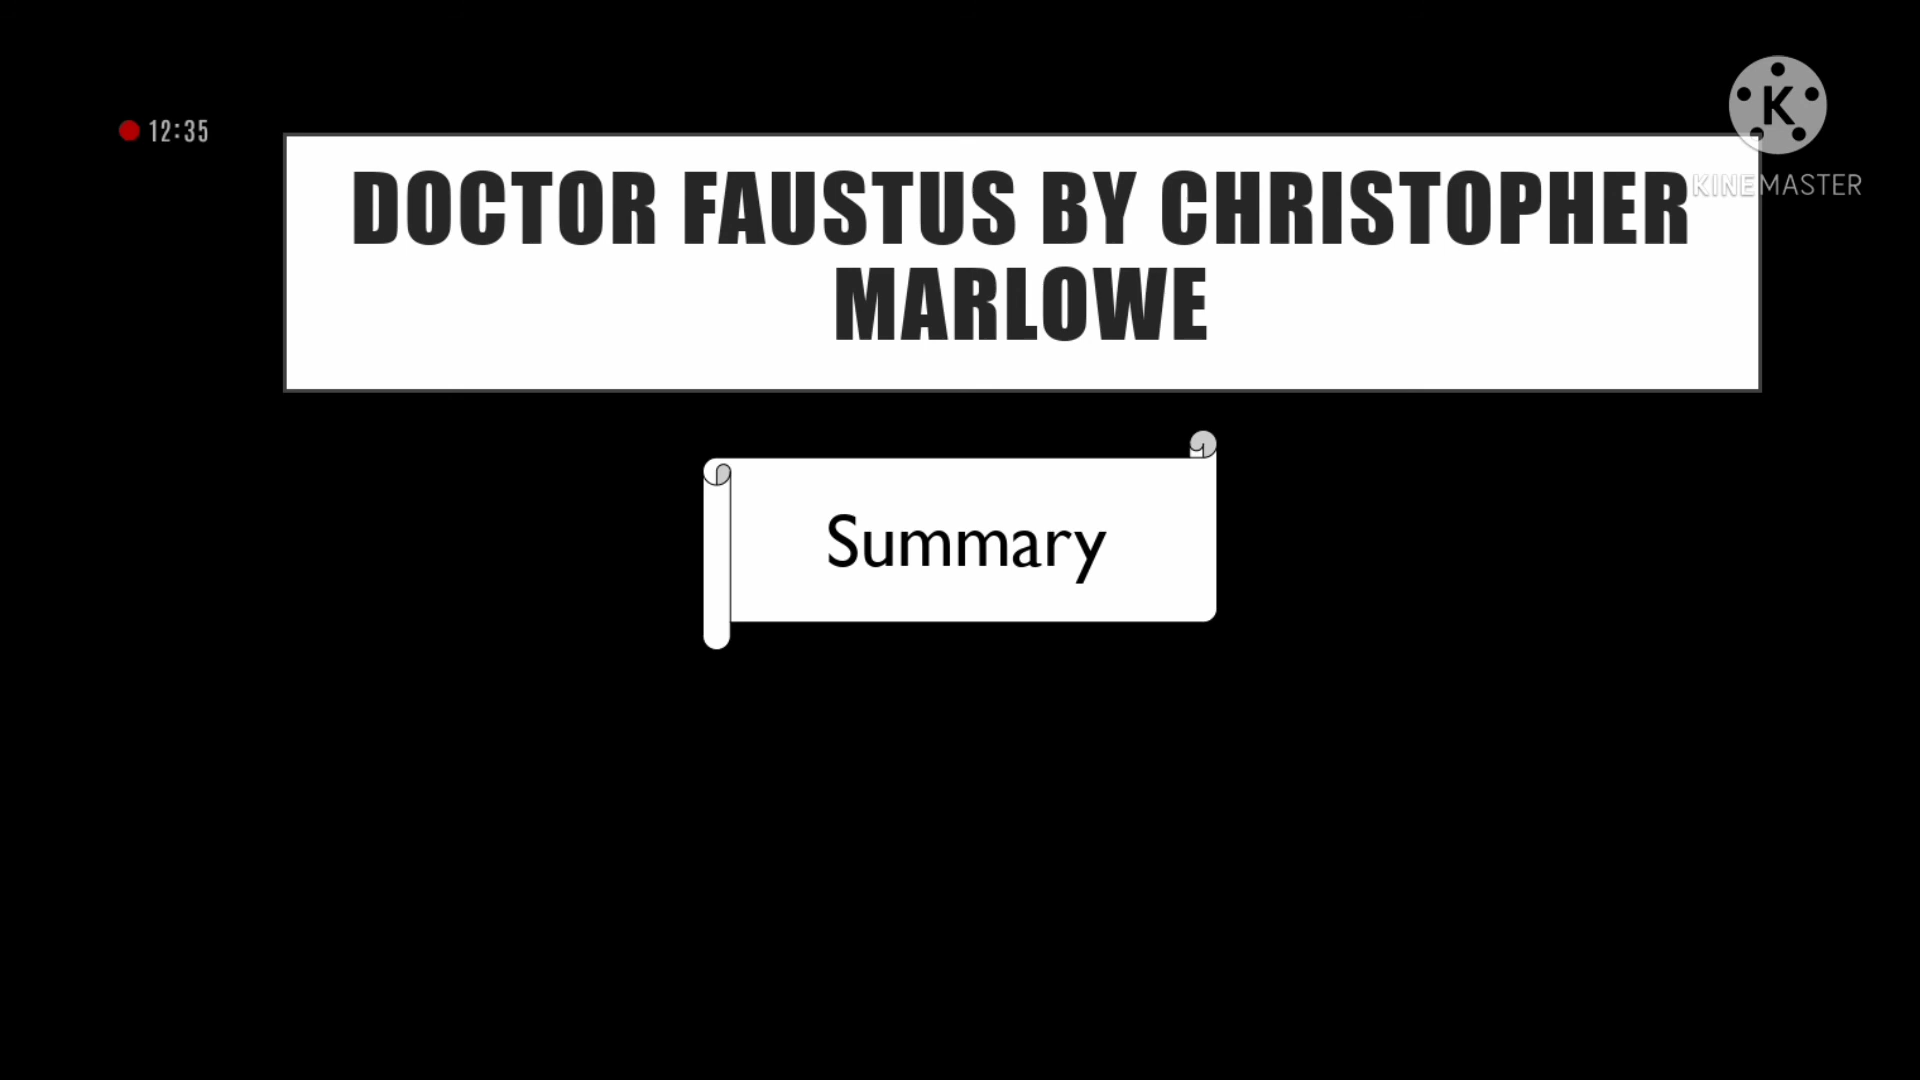 12:35
K
KINEMASTER
DOCTOR FAUSTUS BY CHRISTOPHER
MARLOWE
Summary